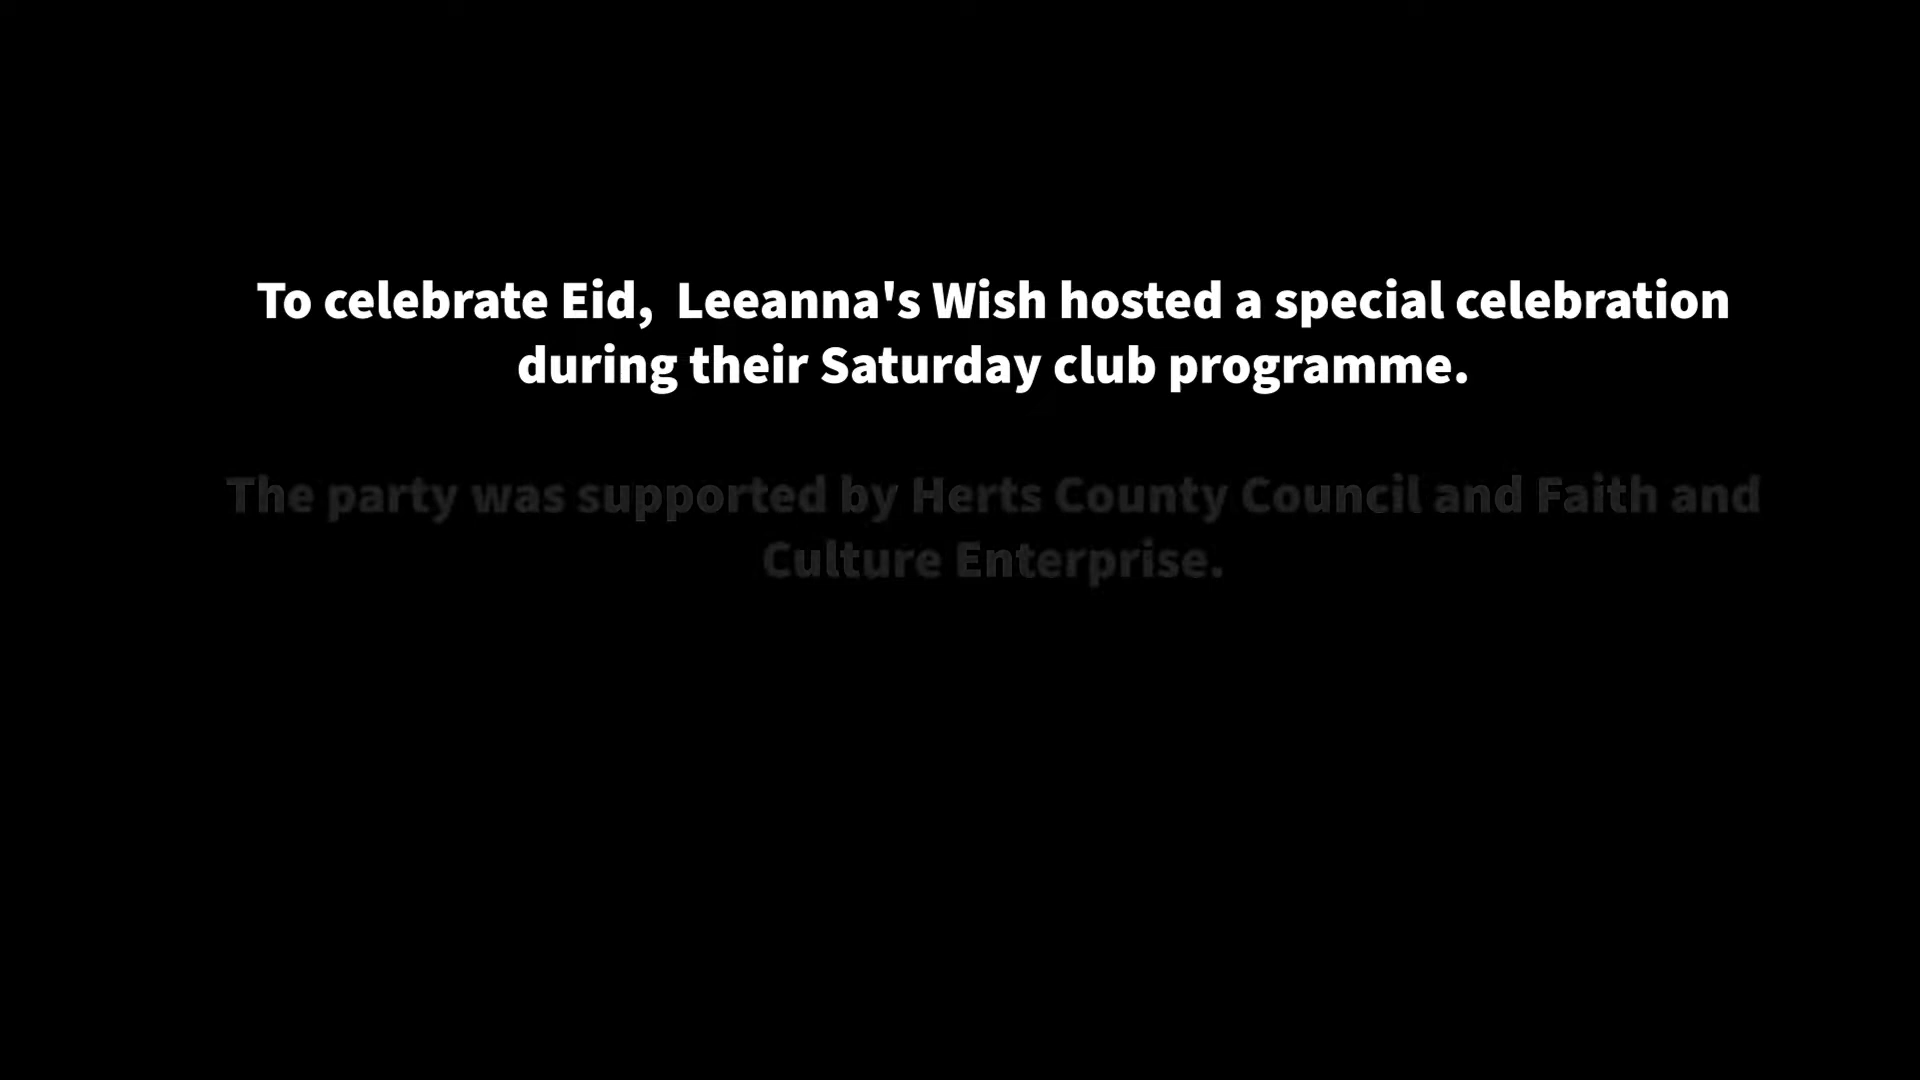 To celebrate Eid,  Leeanna's Wish hosted a special celebration
during their Saturday club programme.
The party was supported by Herts County Council and Faith and
Culture Enterprise.